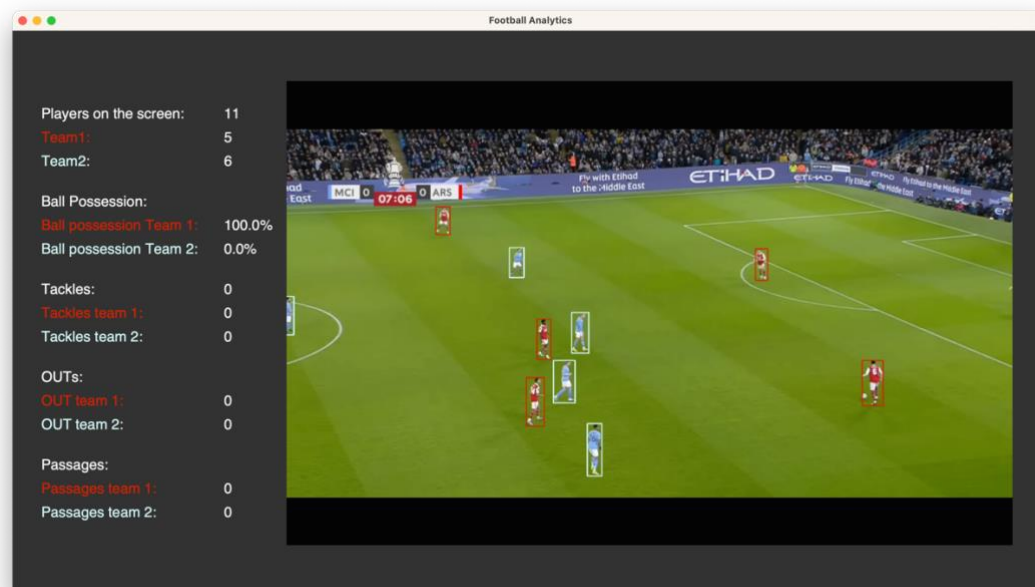 Football Analytics
Players on the screen: 11
Team1: 5
Team2: 6
Ball Possession:
Ball possession Team 1: 100.0%
Ball possession Team 2: 0.0%
Tackles: 0
Tackles team 1: 0
Tackles team 2: 0
OUTs:
OUT team 1: 0
OUT team 2: 0
Passages:
Passages team 1: 0
Passages team 2: 0
MCI 0 0 ARS
07:06
East
Fly with Etihad
to the Middle East
ETIHAD
ETIHAD